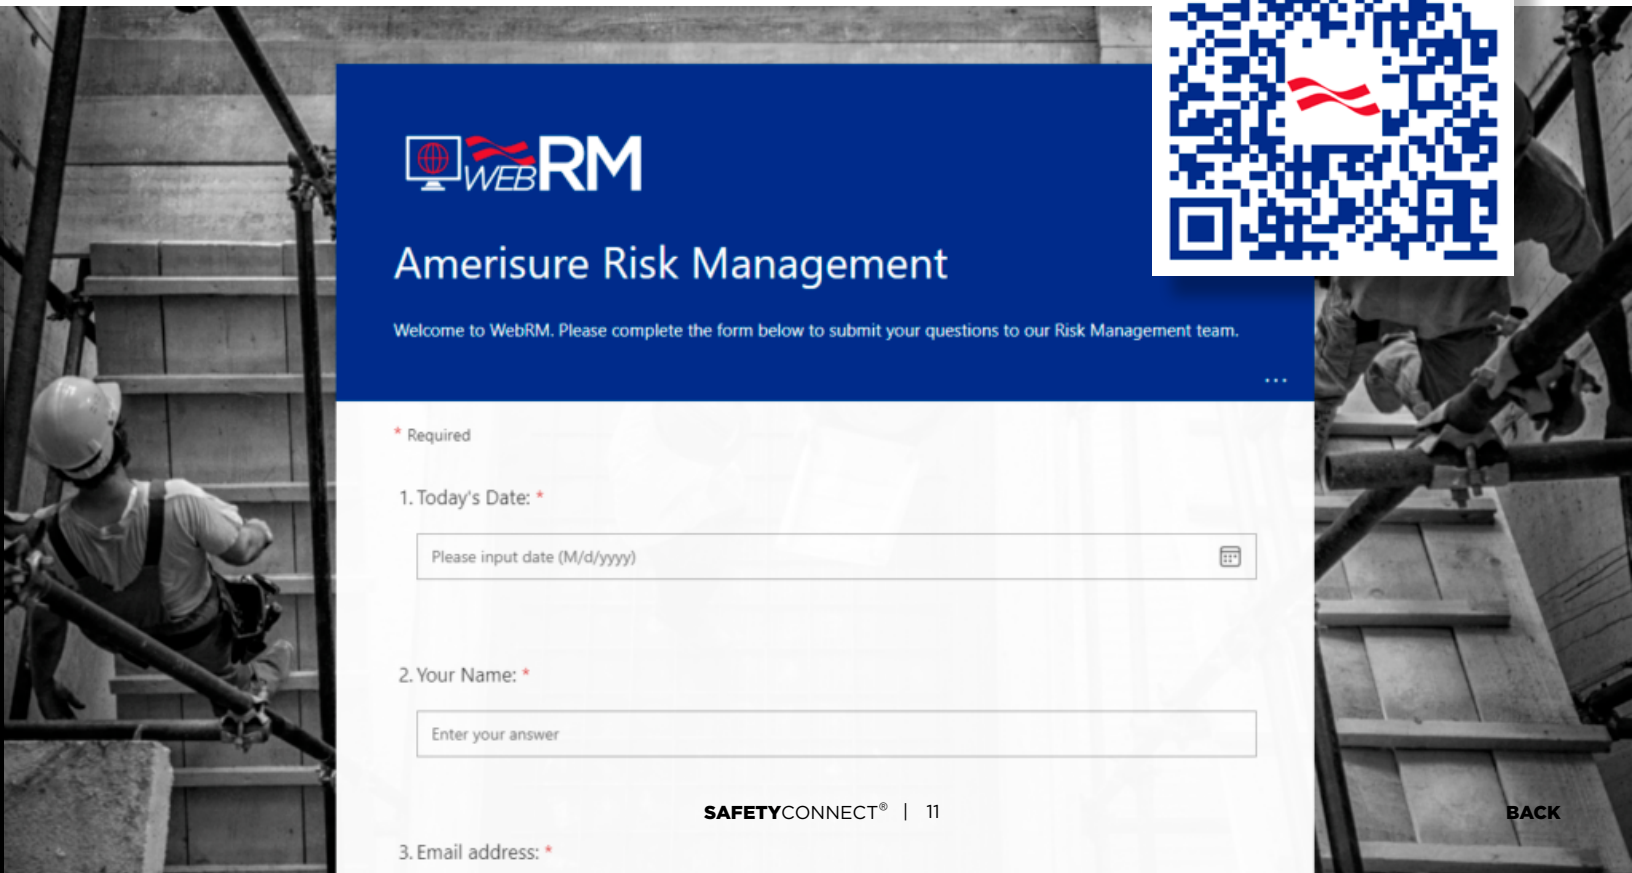 WEBRM
Amerisure Risk Management
Welcome to WebRM. Please complete the form below to submit your questions to our Risk Management team.
...
* Required
1. Today's Date: *
Please input date (M/d/yyyy)
2. Your Name: *
Enter your answer
SAFETYCONNECT® | 11
BACK
3. Email address: *